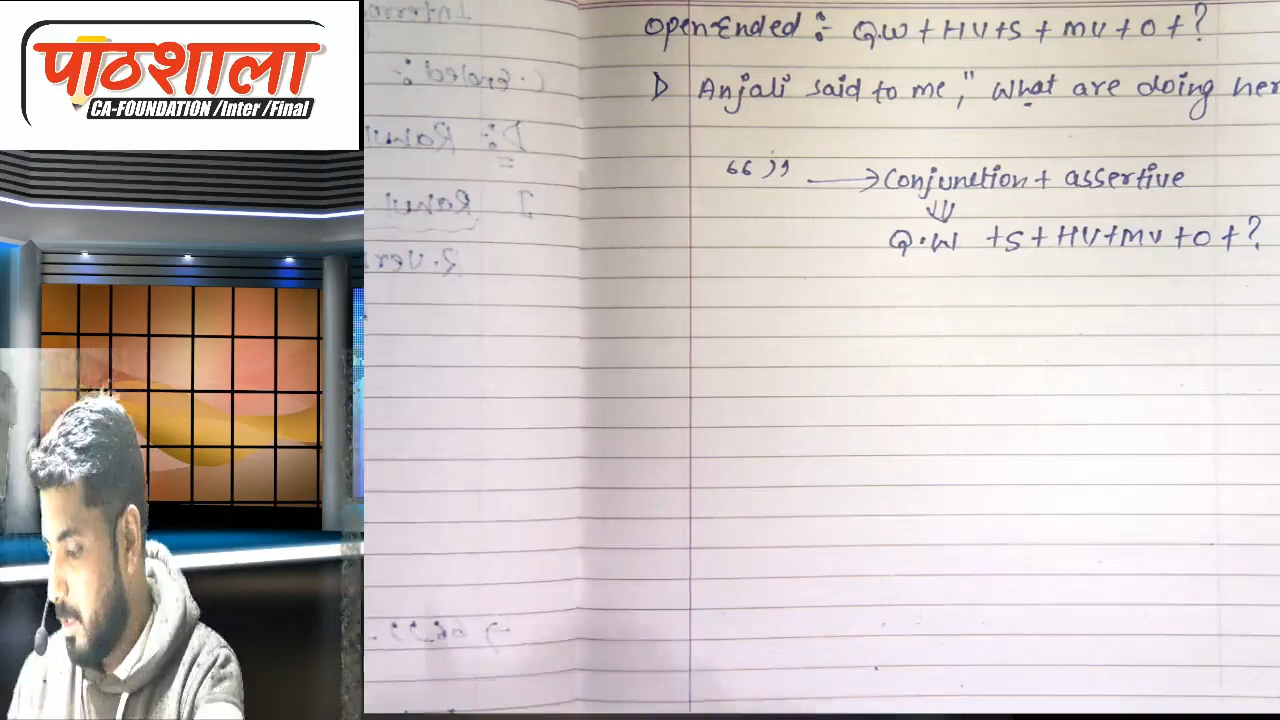 पाठशाला
CA-FOUNDATION /Inter /Final
Open-Ended :- Q.W + HV + S + MV + O + ?
D Anjali said to me, " What are doing her
“ ” → Conjunction + assertive
⇓
Q.W + S + HV + MV + O + ?